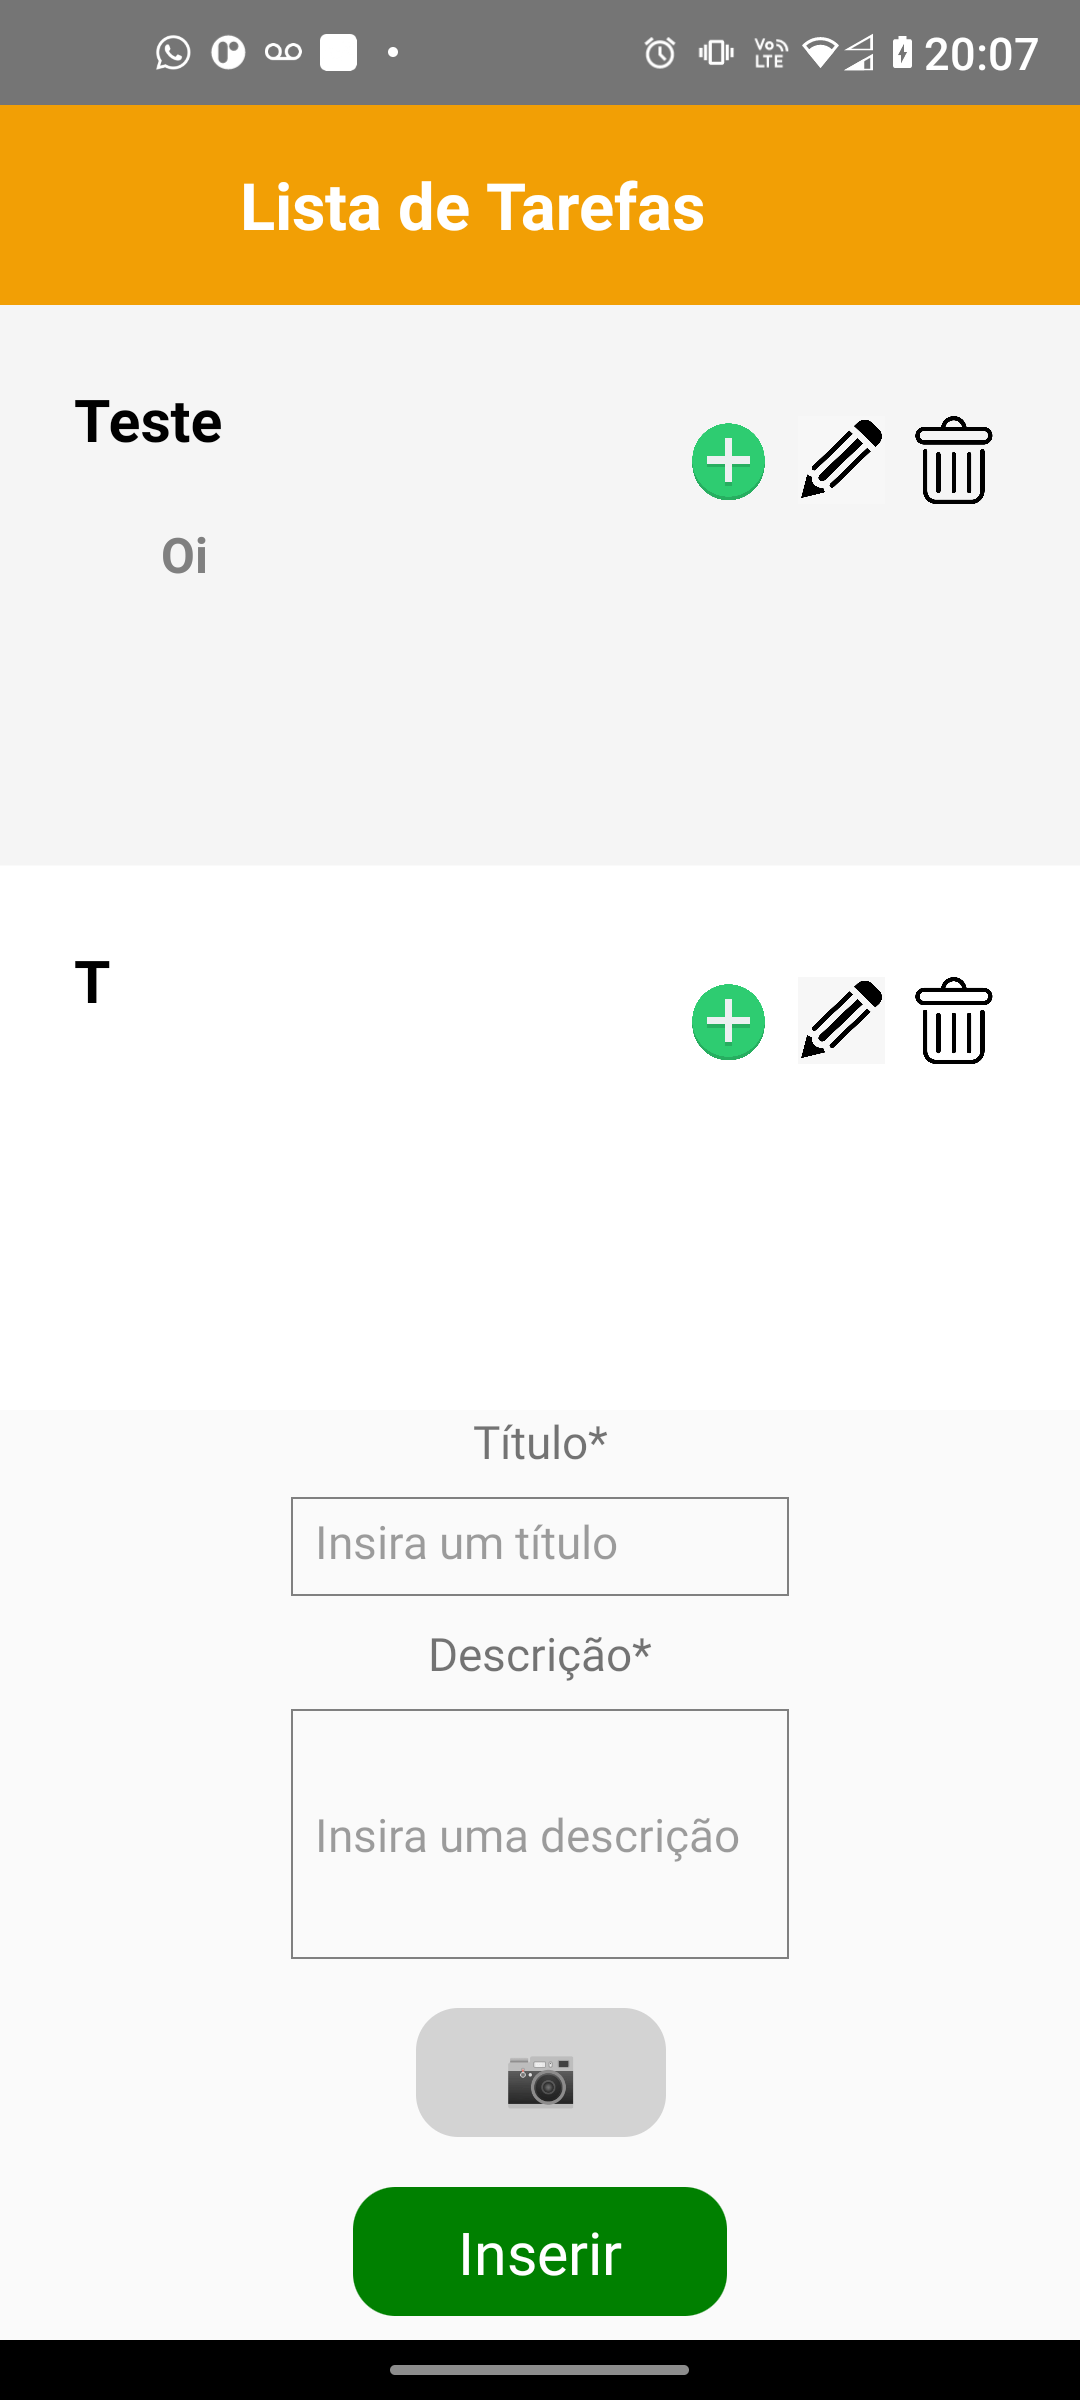 20:07
Lista de Tarefas
Teste
Oi
T
Título*
Insira um título
Descrição*
Insira uma descrição
Inserir